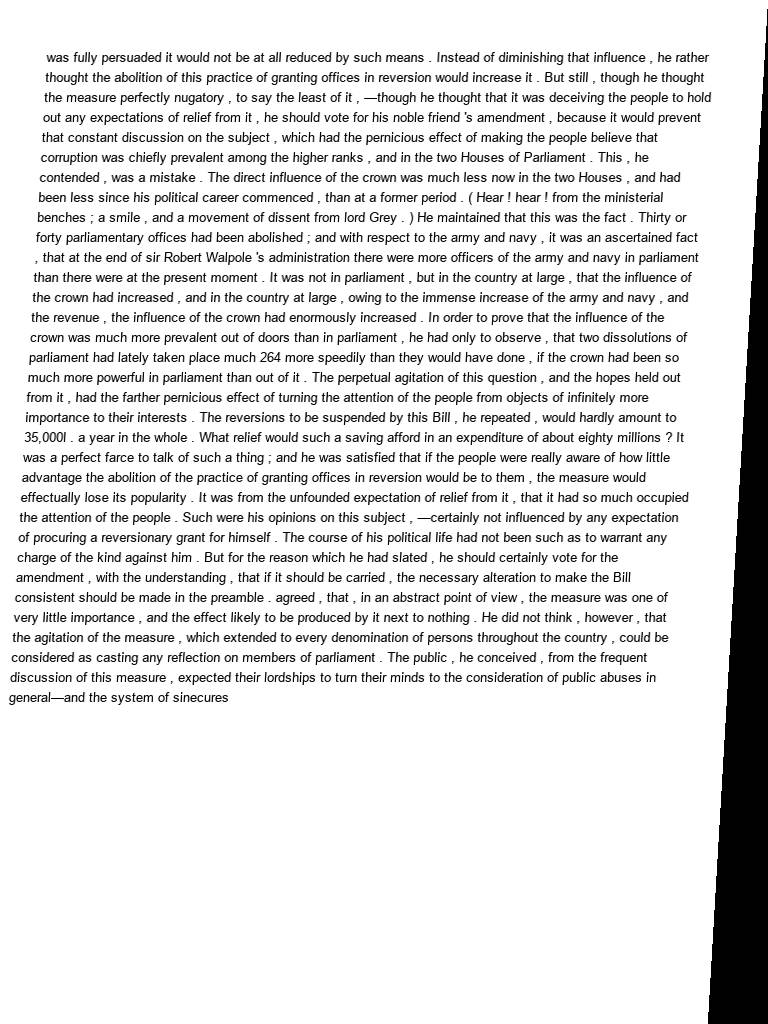 was fully persuaded it would not be at all reduced by such means . Instead of diminishing that influence , he rather
thought the abolition of this practice of granting offices in reversion would increase it . But still , though he thought
the measure perfectly nugatory , to say the least of it , —though he thought that it was deceiving the people to hold
out any expectations of relief from it , he should vote for his noble friend 's amendment , because it would prevent
that constant discussion on the subject , which had the pernicious effect of making the people believe that
corruption was chiefly prevalent among the higher ranks , and in the two Houses of Parliament . This , he
contended , was a mistake . The direct influence of the crown was much less now in the two Houses , and had
been less since his political career commenced , than at a former period . ( Hear ! hear ! from the ministerial
benches ; a smile , and a movement of dissent from lord Grey . ) He maintained that this was the fact . Thirty or
forty parliamentary offices had been abolished ; and with respect to the army and navy , it was an ascertained fact
, that at the end of sir Robert Walpole 's administration there were more officers of the army and navy in parliament
than there were at the present moment . It was not in parliament , but in the country at large , that the influence of
the crown had increased , and in the country at large , owing to the immense increase of the army and navy , and
the revenue , the influence of the crown had enormously increased . In order to prove that the influence of the
crown was much more prevalent out of doors than in parliament , he had only to observe , that two dissolutions of
parliament had lately taken place much 264 more speedily than they would have done , if the crown had been so
much more powerful in parliament than out of it . The perpetual agitation of this question , and the hopes held out
from it , had the farther pernicious effect of turning the attention of the people from objects of infinitely more
importance to their interests . The reversions to be suspended by this Bill , he repeated , would hardly amount to
35,000l . a year in the whole . What relief would such a saving afford in an expenditure of about eighty millions ? It
was a perfect farce to talk of such a thing ; and he was satisfied that if the people were really aware of how little
advantage the abolition of the practice of granting offices in reversion would be to them , the measure would
effectually lose its popularity . It was from the unfounded expectation of relief from it , that it had so much occupied
the attention of the people . Such were his opinions on this subject , —certainly not influenced by any expectation
of procuring a reversionary grant for himself . The course of his political life had not been such as to warrant any
charge of the kind against him . But for the reason which he had slated , he should certainly vote for the
amendment , with the understanding , that if it should be carried , the necessary alteration to make the Bill
consistent should be made in the preamble . agreed , that , in an abstract point of view , the measure was one of
very little importance , and the effect likely to be produced by it next to nothing . He did not think , however , that
the agitation of the measure , which extended to every denomination of persons throughout the country , could be
considered as casting any reflection on members of parliament . The public , he conceived , from the frequent
discussion of this measure , expected their lordships to turn their minds to the consideration of public abuses in
general—and the system of sinecures